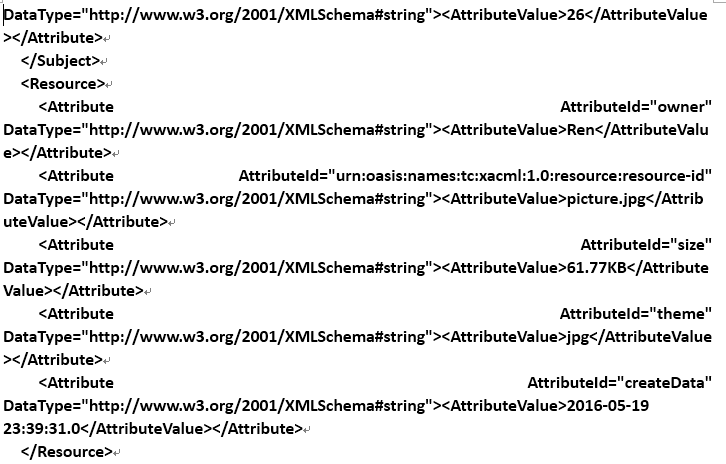 DataType="http://www.w3.org/2001/XMLSchema#string"><AttributeValue>26</AttributeValue
></Attribute>
</Subject>
<Resource>
<Attribute AttributeId="owner"
DataType="http://www.w3.org/2001/XMLSchema#string"><AttributeValue>Ren</AttributeValu
e></Attribute>
<Attribute AttributeId="urn:oasis:names:tc:xacml:1.0:resource:resource-id"
DataType="http://www.w3.org/2001/XMLSchema#string"><AttributeValue>picture.jpg</Attrib
uteValue></Attribute>
<Attribute AttributeId="size"
DataType="http://www.w3.org/2001/XMLSchema#string"><AttributeValue>61.77KB</Attribute
Value></Attribute>
<Attribute AttributeId="theme"
DataType="http://www.w3.org/2001/XMLSchema#string"><AttributeValue>jpg</AttributeValue
></Attribute>
<Attribute AttributeId="createData"
DataType="http://www.w3.org/2001/XMLSchema#string"><AttributeValue>2016-05-19
23:39:31.0</AttributeValue></Attribute>
</Resource>